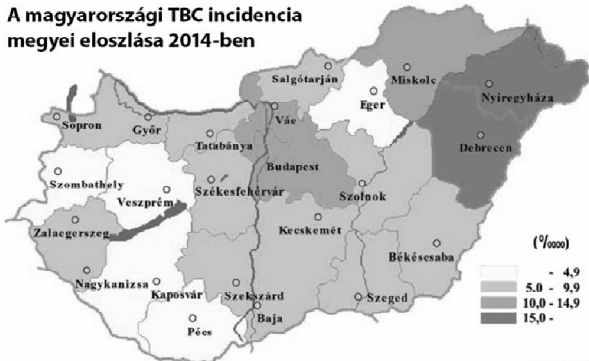 A magyarországi TBC incidencia
megyei eloszlása 2014-ben
Salgótarján
Miskolc
Eger
Nyíregyháza
Sopron
Győr
Vác
Tatabánya
Debrecen
Budapest
Szombathely
Veszprém
Székesfehérvár
Szolnok
Zalaegerszeg
Kecskemét
Békéscsaba
Nagykanizsa
Kaposvár
Szekszárd
Baja
Szeged
Pécs
(%ooo)
- 4,9
5.0 - 9,9
10,0 - 14,9
15,0 -